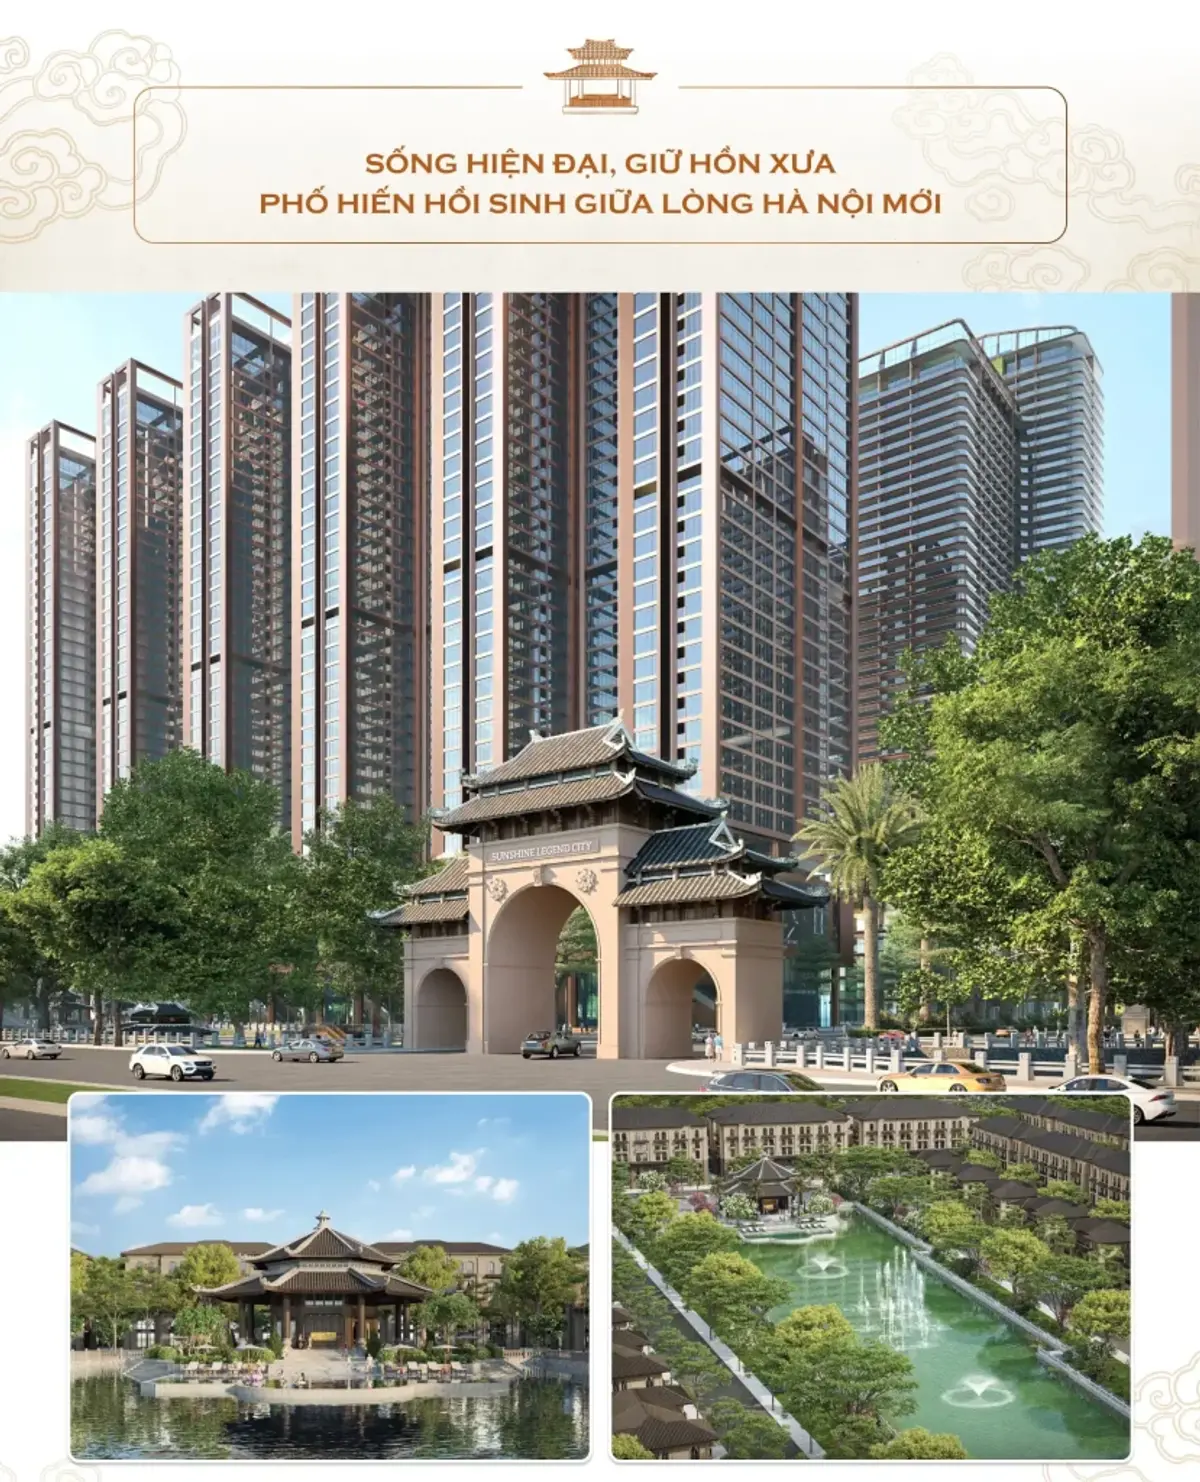 SỐNG HIỆN ĐẠI, GIỮ HỒN XƯA
PHỐ HIẾN HỒI SINH GIỮA LÒNG HÀ NỘI MỚI
SUNSHINE LEGEND CITY